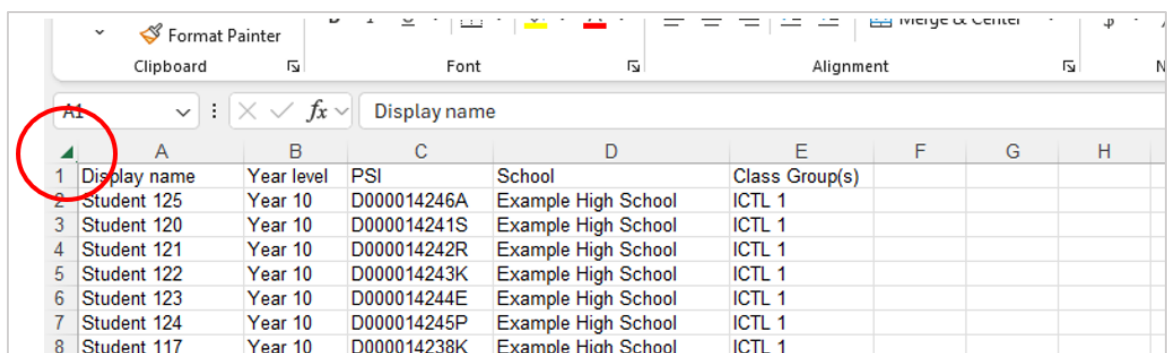 Format Painter
Merge & Center
$
Clipboard
Font
Alignment
N
A1
fx
Display name
A B C D E F G H
1 Display name Year level PSI School Class Group(s)
2 Student 125 Year 10 D000014246A Example High School ICTL 1
3 Student 120 Year 10 D000014241S Example High School ICTL 1
4 Student 121 Year 10 D000014242R Example High School ICTL 1
5 Student 122 Year 10 D000014243K Example High School ICTL 1
6 Student 123 Year 10 D000014244E Example High School ICTL 1
7 Student 124 Year 10 D000014245P Example High School ICTL 1
8 Student 117 Year 10 D000014238K Example High School ICTL 1